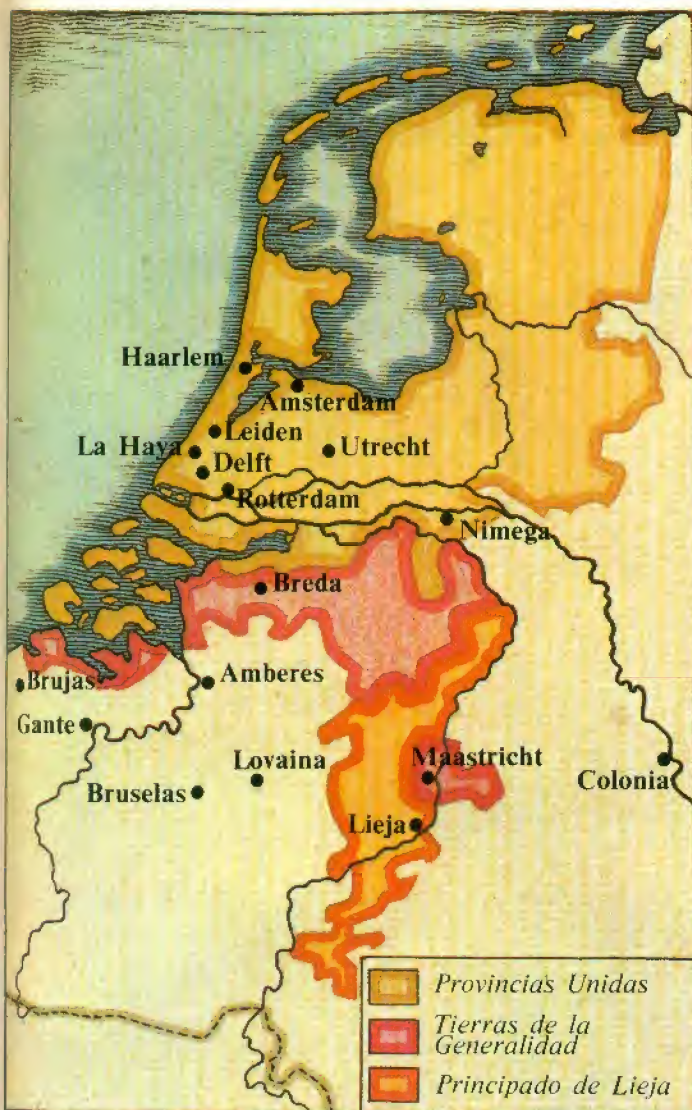 Haarlem
Amsterdam
Leiden
La Haya
Utrecht
Delft
Rotterdam
Nimega
Breda
Brujas
Amberes
Gante
Lovaina
Maastricht
Colonia
Bruselas
Lieja
Provincias Unidas
Tierras de la
Generalidad
Principado de Lieja